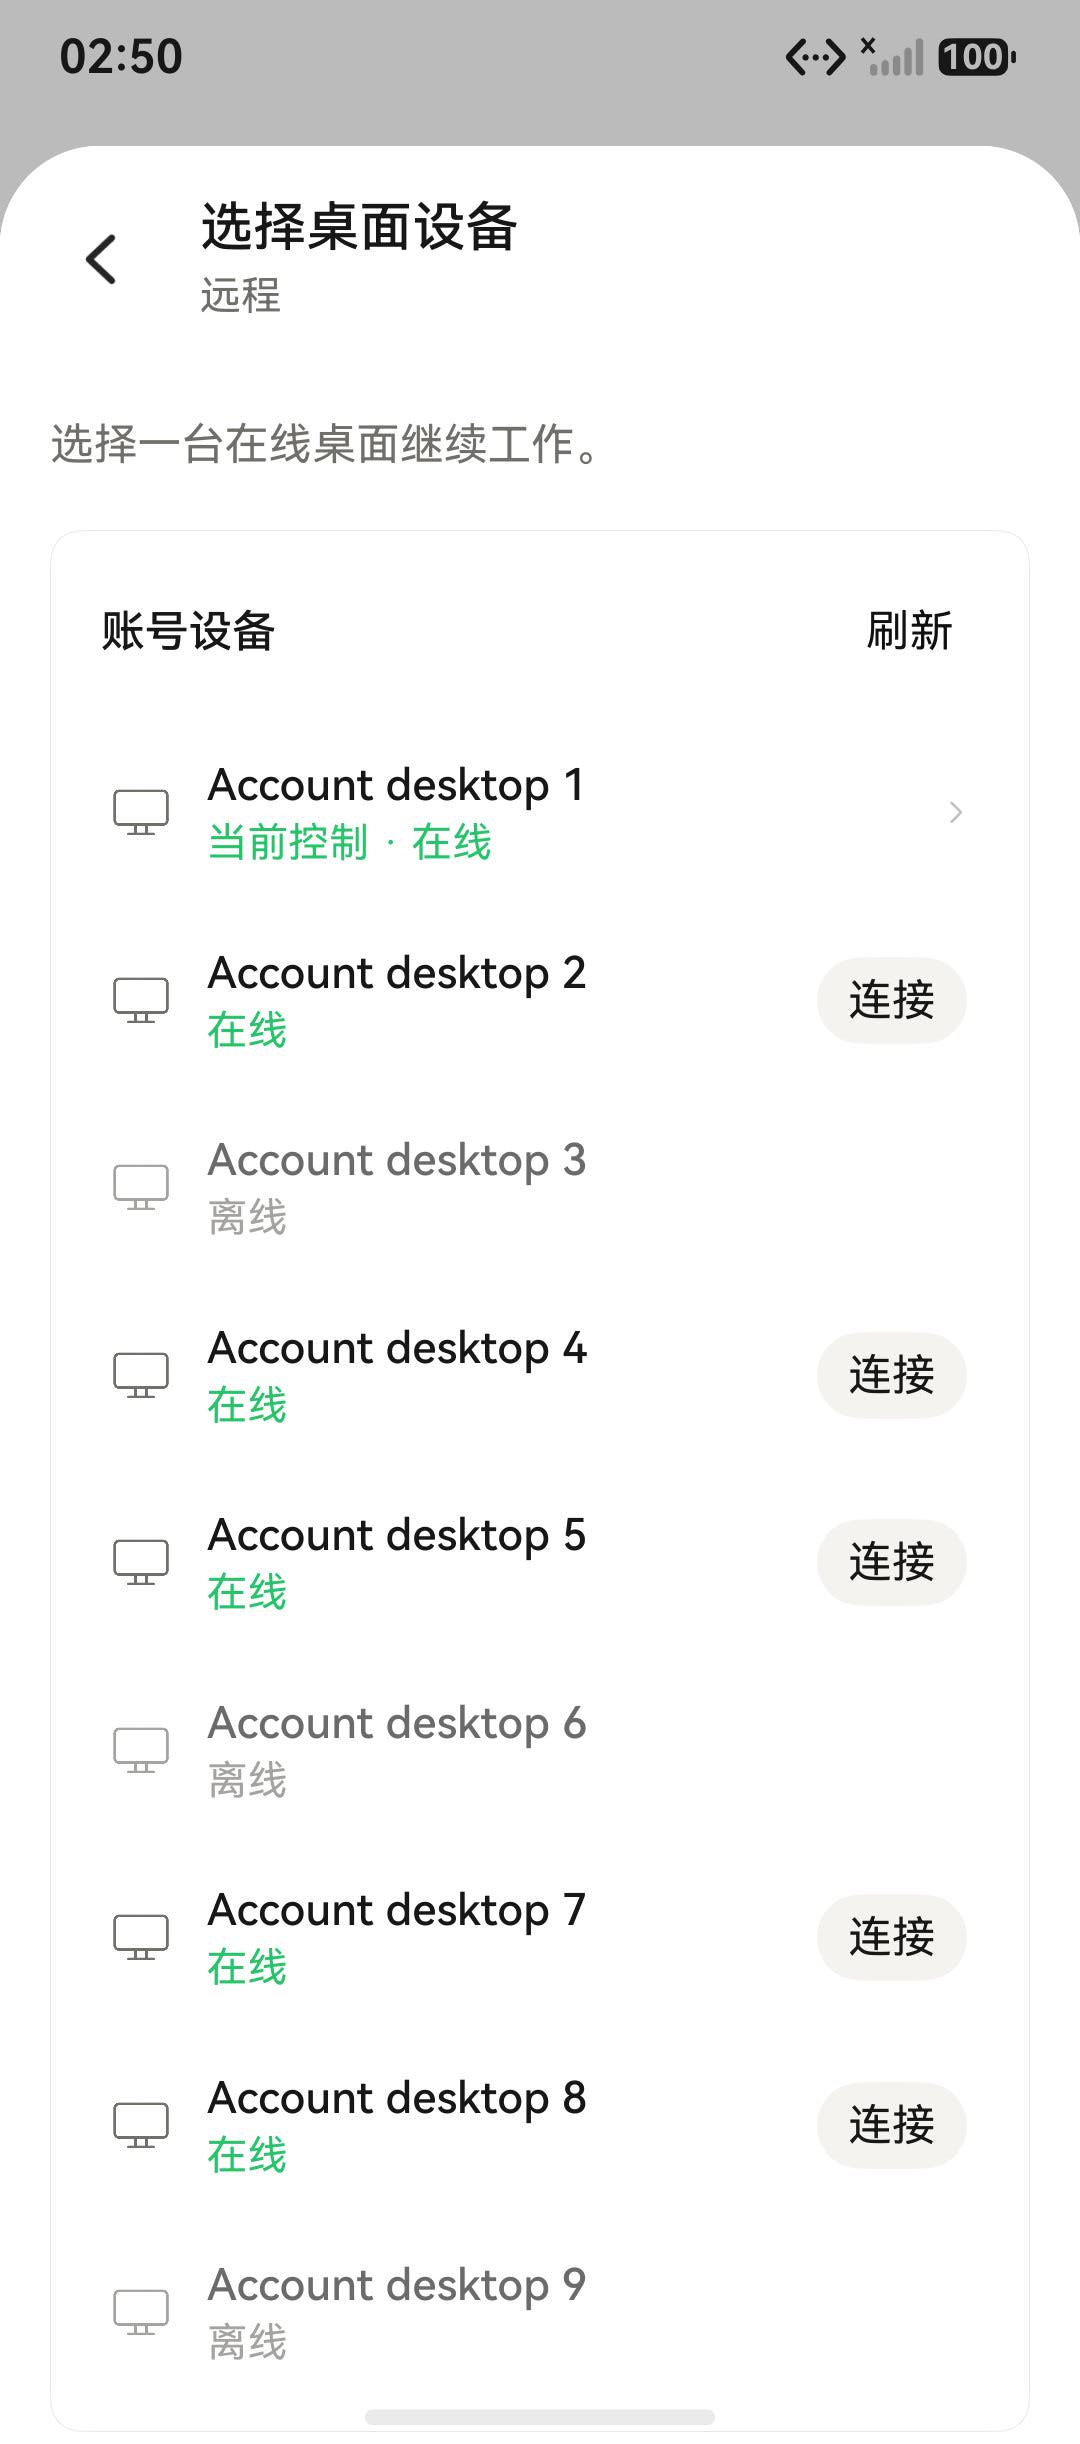 02:50
100
选择桌面设备
远程
选择一台在线桌面继续工作。
账号设备
刷新
Account desktop 1
当前控制 · 在线
Account desktop 2
在线
连接
Account desktop 3
离线
Account desktop 4
在线
连接
Account desktop 5
在线
连接
Account desktop 6
离线
Account desktop 7
在线
连接
Account desktop 8
在线
连接
Account desktop 9
离线